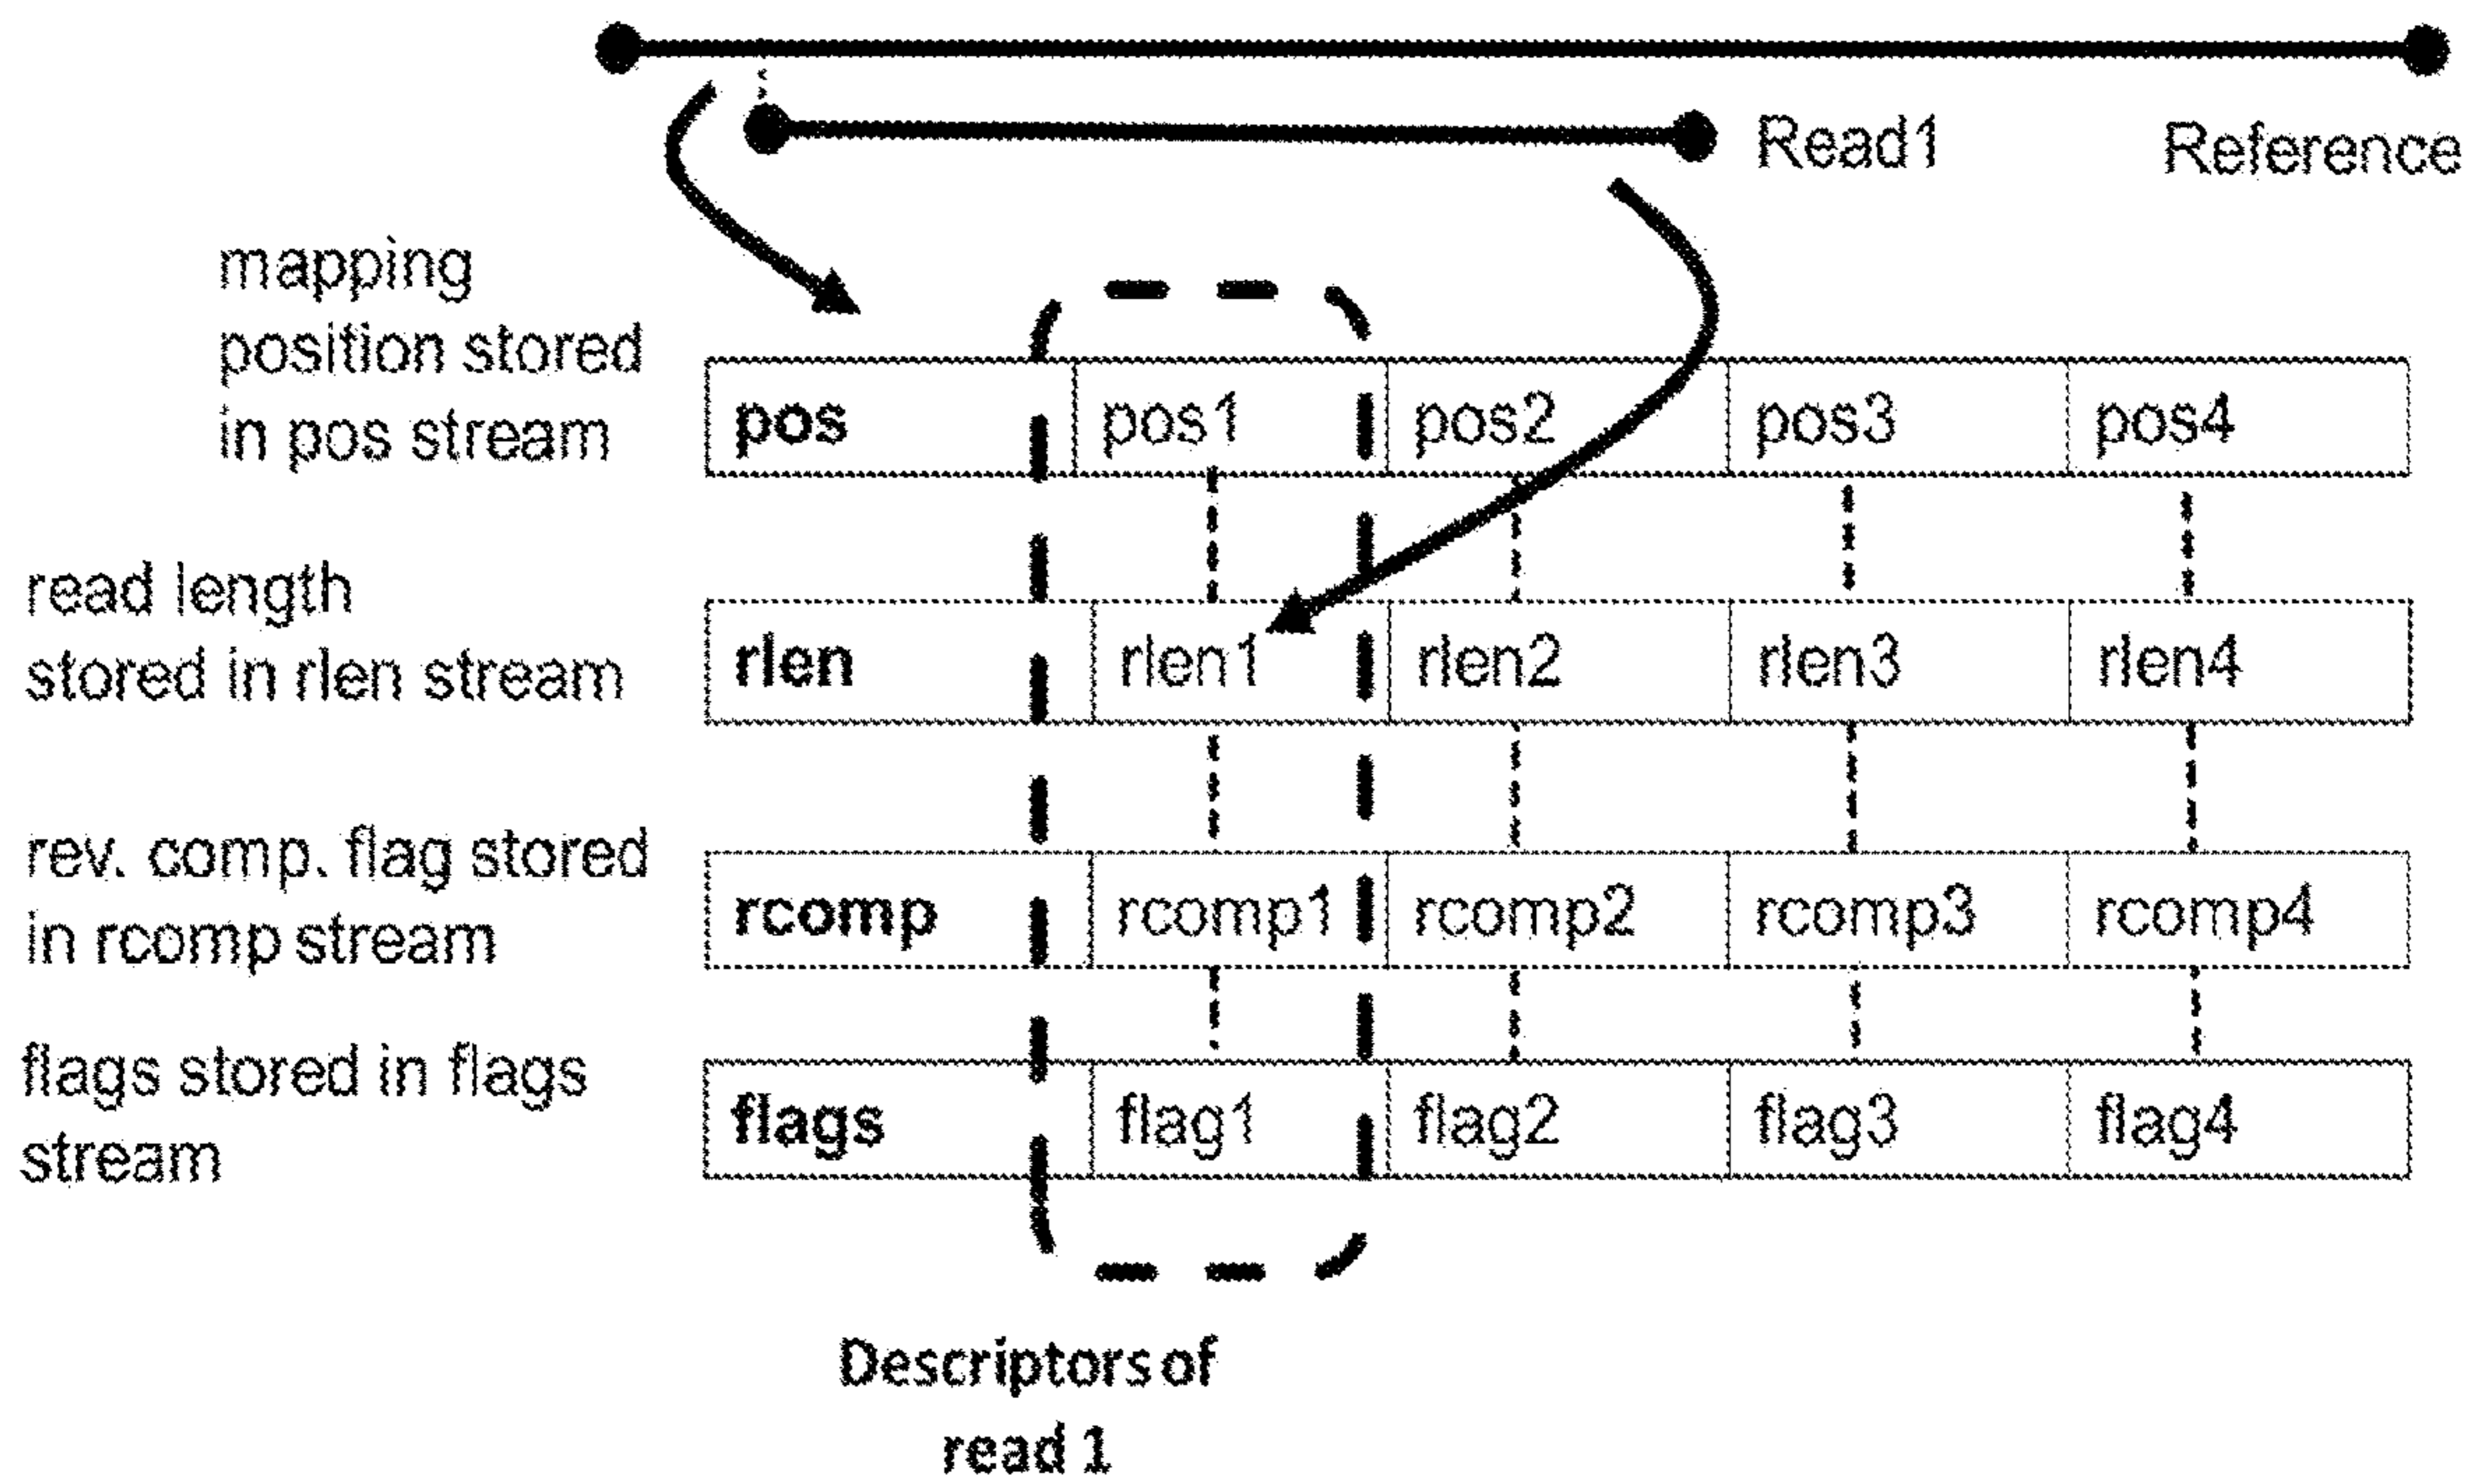 Read1
Reference
mapping
position stored
in pos stream
pos pos1 pos2 pos3 pos4
read length
stored in rlen stream
rlen rlen1 rlen2 rlen3 rlen4
rev. comp. flag stored
in rcomp stream
rcomp rcomp1 rcomp2 rcomp3 rcomp4
flags stored in flags
stream
flags flag1 flag2 flag3 flag4
Descriptors of
read 1